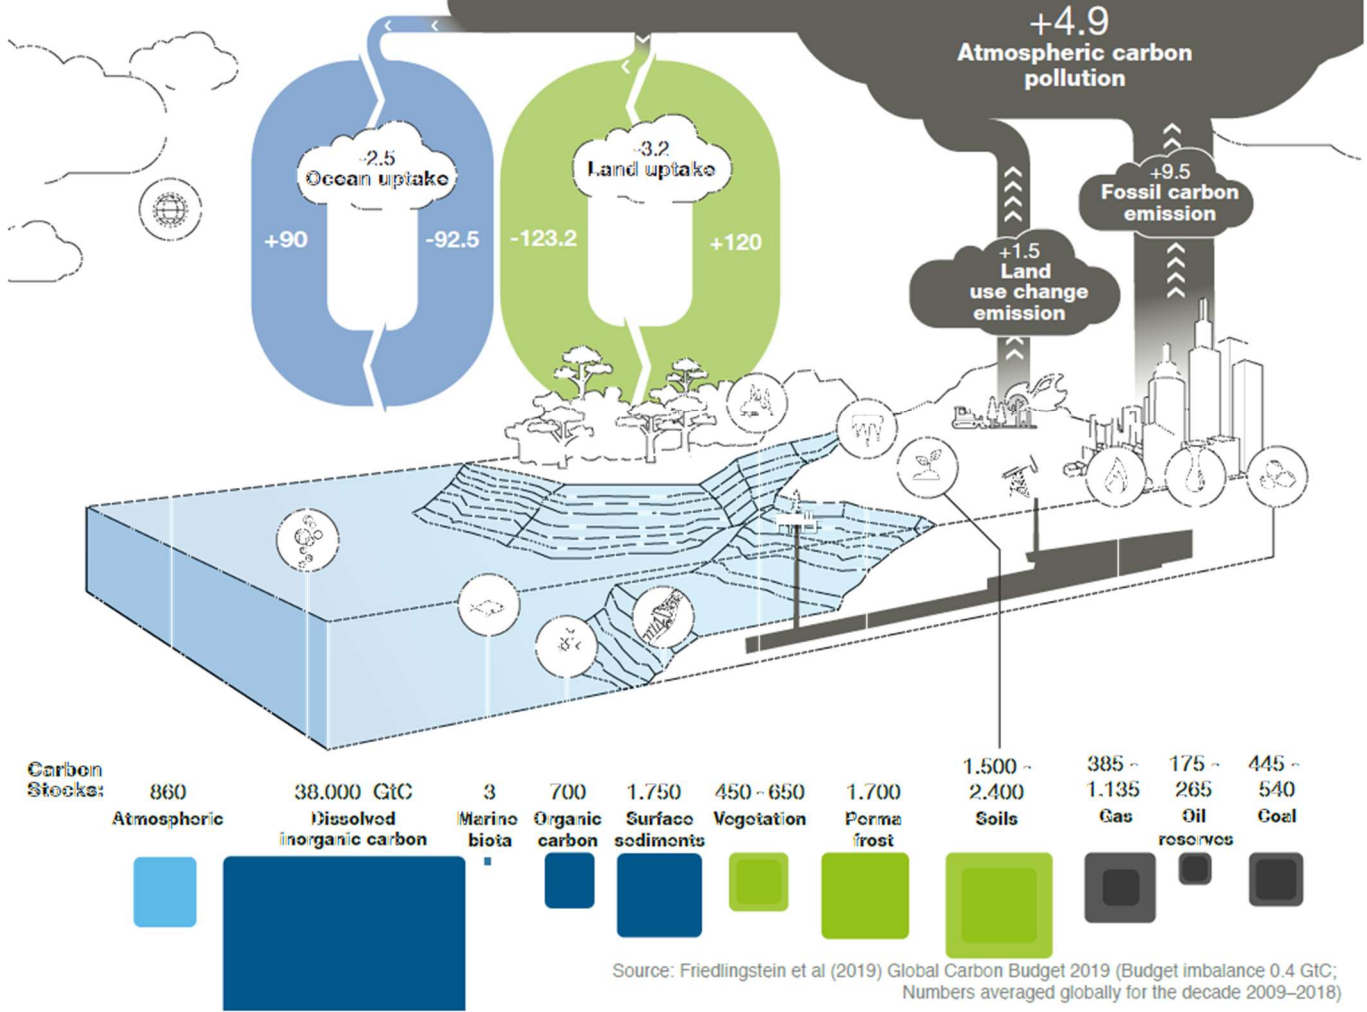 +4.9
Atmospheric carbon
pollution
-2.5
Ocean uptake
-3.2
Land uptake
+9.5
Fossil carbon
emission
+90
-92.5
-123.2
+120
+1.5
Land
use change
emission
Carbon
Stocks:
860
Atmospheric
38.000 GtC
Dissolved
inorganic carbon
3
Marine
biota
700
Organic
carbon
1.750
Surface
sediments
450 - 650
Vegetation
1.700
Perma
frost
1.500 -
2.400
Soils
385 -
1.135
Gas
175 -
265
Oil
reserves
445 -
540
Coal
Source: Friedlingstein et al (2019) Global Carbon Budget 2019 (Budget imbalance 0.4 GtC;
Numbers averaged globally for the decade 2009–2018)